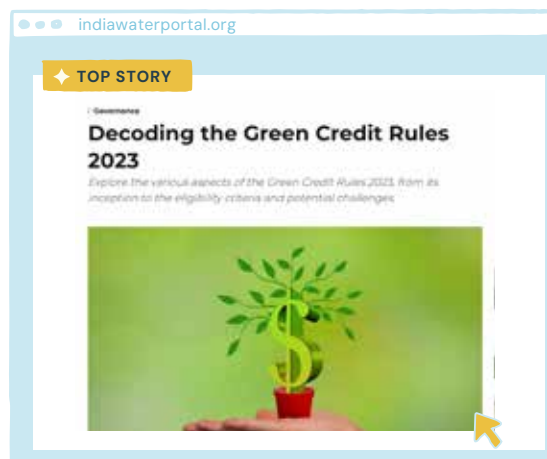 indiawaterportal.org
TOP STORY
Governance
Decoding the Green Credit Rules
2023
Explore the various aspects of the Green Credit Rules 2023, from its
inception to the eligibility criteria and potential challenges.
$